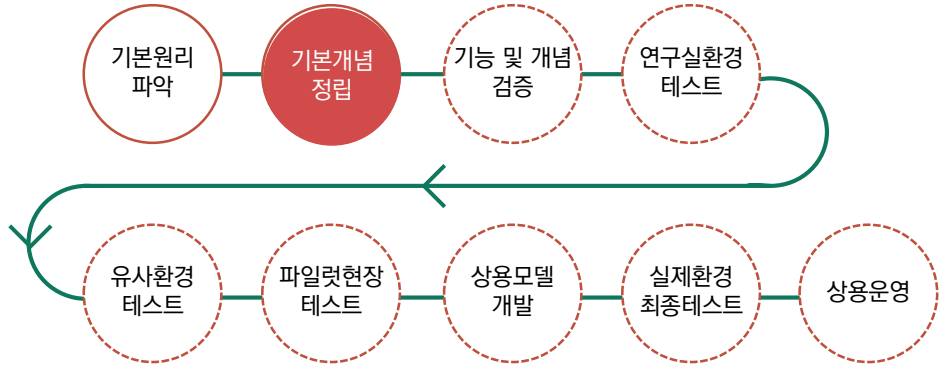 기본원리
파악
기본개념
정립
기능 및 개념
검증
연구실환경
테스트
유사환경
테스트
파일럿현장
테스트
상용모델
개발
실제환경
최종테스트
상용운영